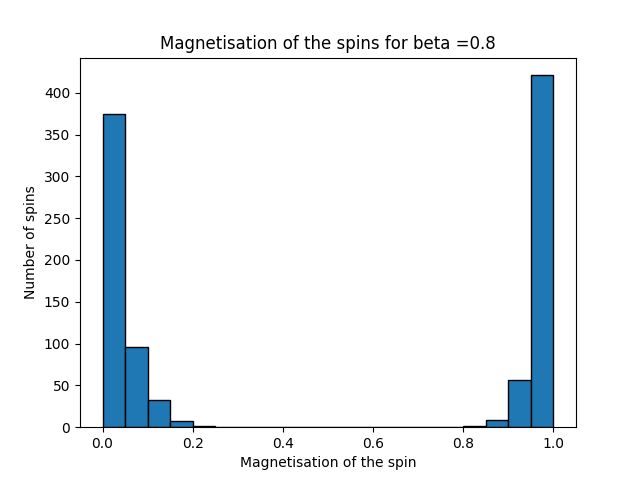 Magnetisation of the spins for beta =0.8
Number of spins
400
350
300
250
200
150
100
50
0
0.0 0.2 0.4 0.6 0.8 1.0
Magnetisation of the spin